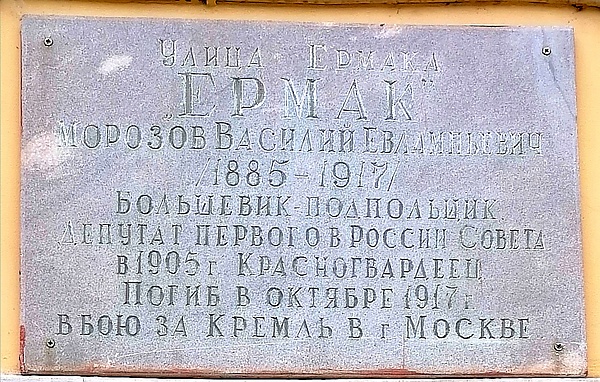 Улица Ермака
„Ермак"
Морозов Василий Евлампьевич
/1885-1917/
Большевик-подпольщик.
Депутат первого в России Совета
в 1905 г Красногвардеец
Погиб в октябре 1917 г
в бою за Кремль в г Москве